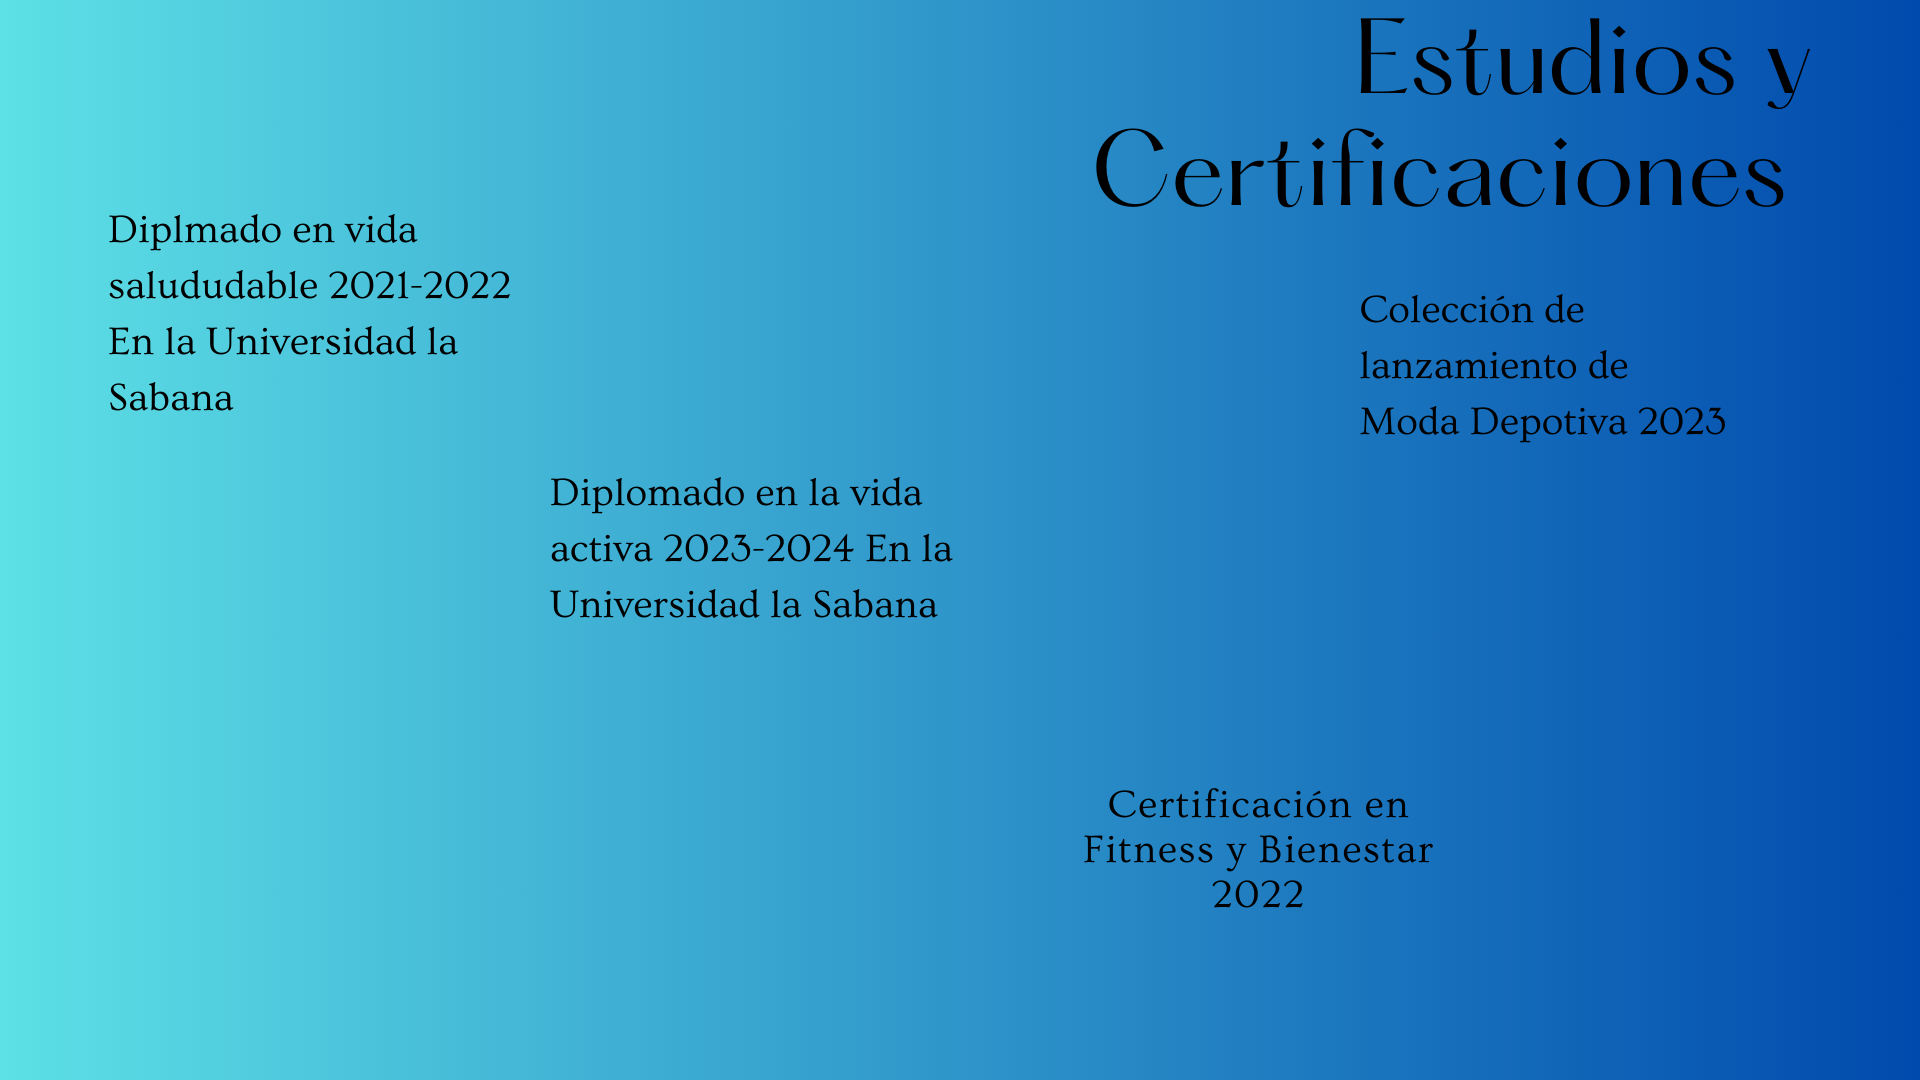 Estudios y
Certificaciones
Diplmado en vida
salududable 2021-2022
En la Universidad la
Sabana
Colección de
lanzamiento de
Moda Depotiva 2023
Diplomado en la vida
activa 2023-2024 En la
Universidad la Sabana
Certificación en
Fitness y Bienestar
2022